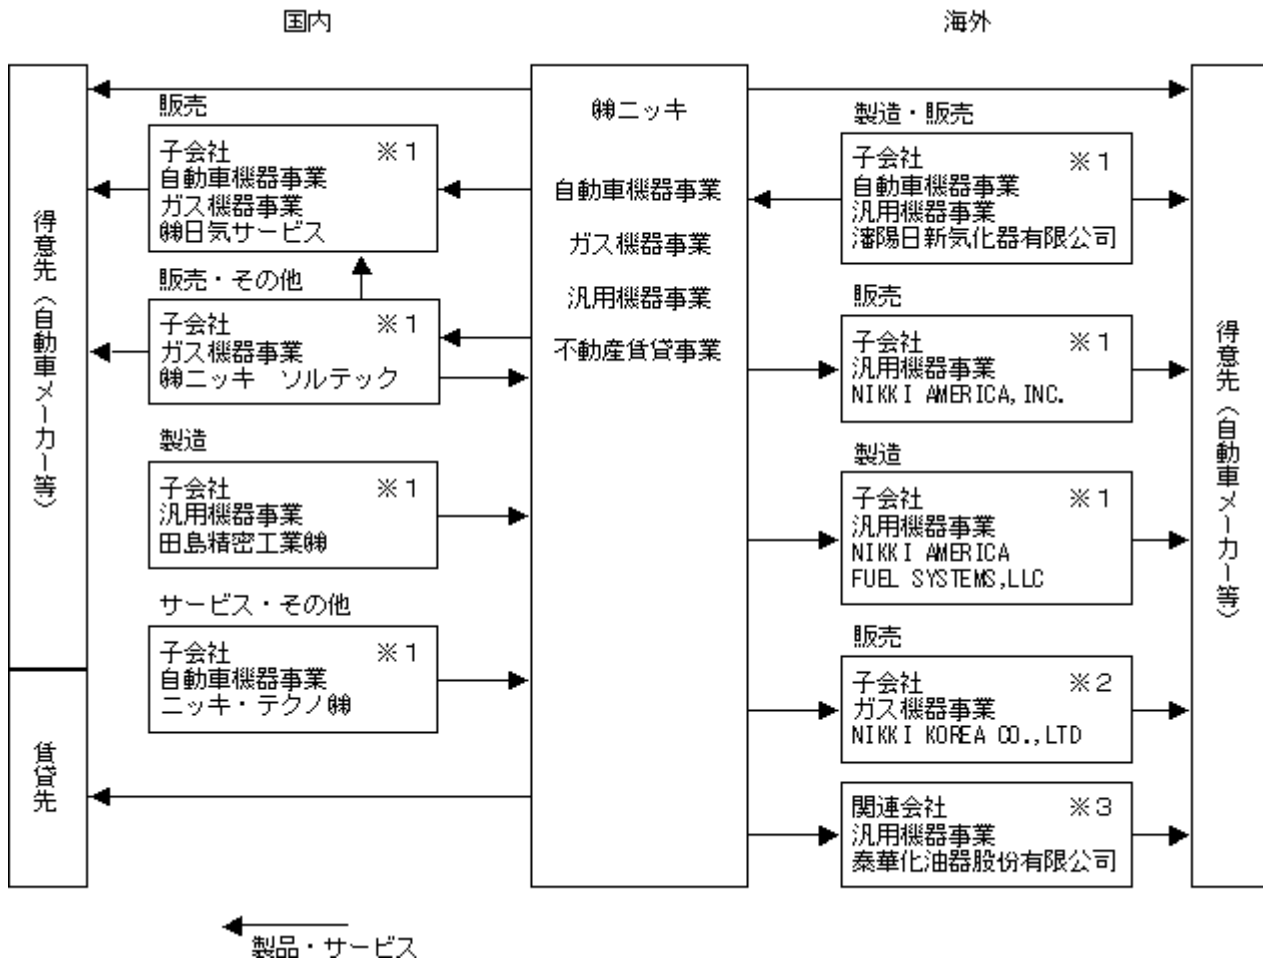 国内
海外
得意先（自動車メーカー等）
賃貸先
販売
子会社 ※1
自動車機器事業
ガス機器事業
㈱日気サービス
販売・その他
子会社 ※1
ガス機器事業
㈱ニッキ ソルテック
製造
子会社 ※1
汎用機器事業
田島精密工業㈱
サービス・その他
子会社 ※1
自動車機器事業
ニッキ・テクノ㈱
㈱ニッキ
自動車機器事業
ガス機器事業
汎用機器事業
不動産賃貸事業
製造・販売
子会社 ※1
自動車機器事業
汎用機器事業
瀋陽日新気化器有限公司
販売
子会社 ※1
汎用機器事業
NIKKI AMERICA,INC.
製造
子会社 ※1
汎用機器事業
NIKKI AMERICA
FUEL SYSTEMS,LLC
販売
子会社 ※2
ガス機器事業
NIKKI KOREA CO.,LTD
関連会社 ※3
汎用機器事業
泰華化油器股份有限公司
得意先（自動車メーカー等）
製品・サービス